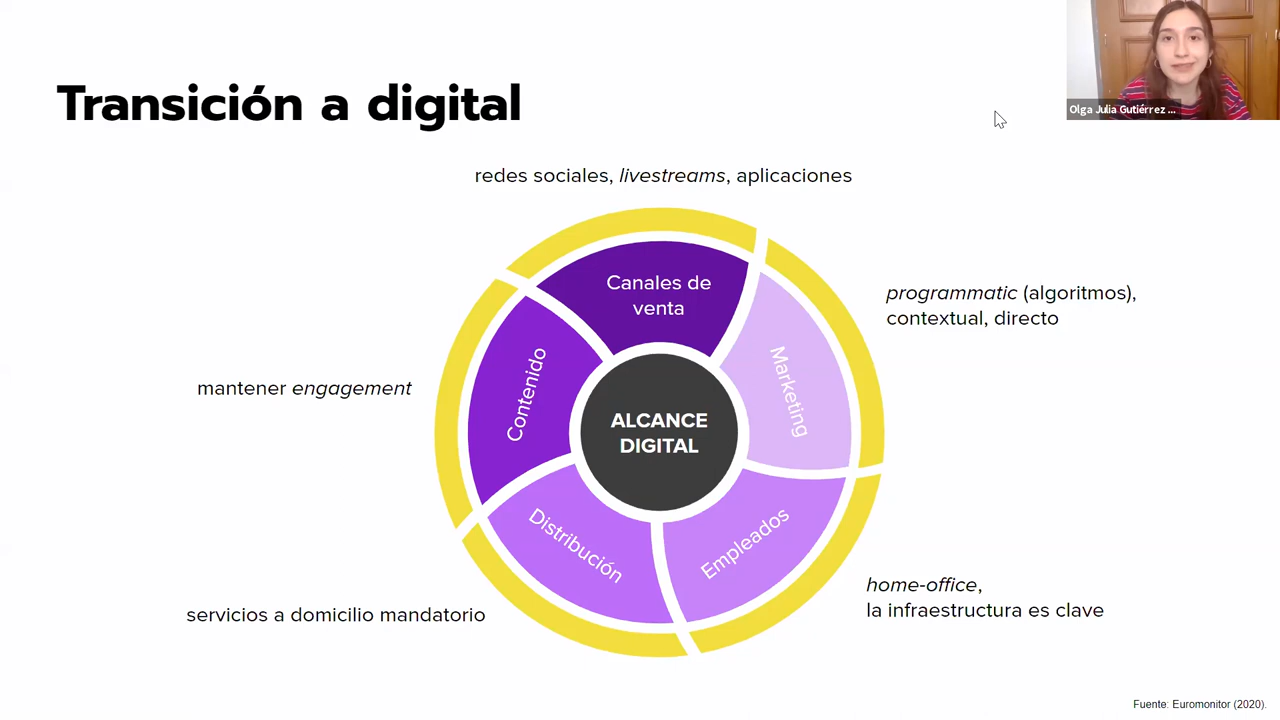 Transición a digital
Olga Julia Gutiérrez ...
redes sociales, livestreams, aplicaciones
Canales de
venta
programmatic (algoritmos),
contextual, directo
Marketing
Contenido
mantener engagement
ALCANCE
DIGITAL
Distribución
Empleados
home-office,
la infraestructura es clave
servicios a domicilio mandatorio
Fuente: Euromonitor (2020).